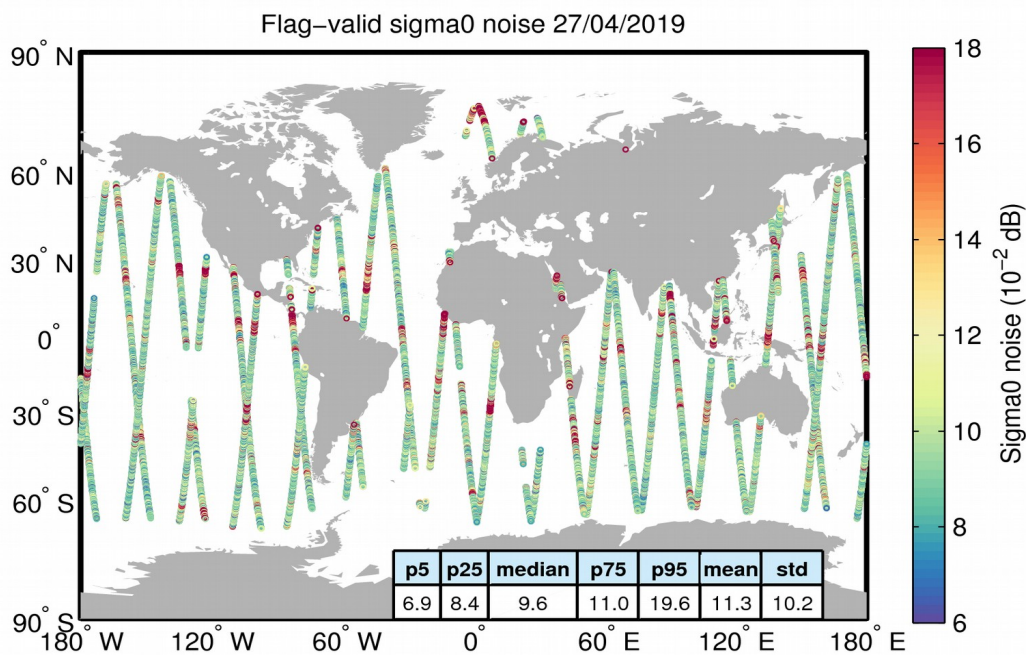 Flag−valid sigma0 noise 27/04/2019
90° N
60° N
30° N
0°
30° S
60° S
90° S
180° W
120° W
60° W
0°
60° E
120° E
180° E
p5 p25 median p75 p95 mean std
6.9 8.4 9.6 11.0 19.6 11.3 10.2
18
16
14
12
10
8
6
Sigma0 noise (10⁻² dB)